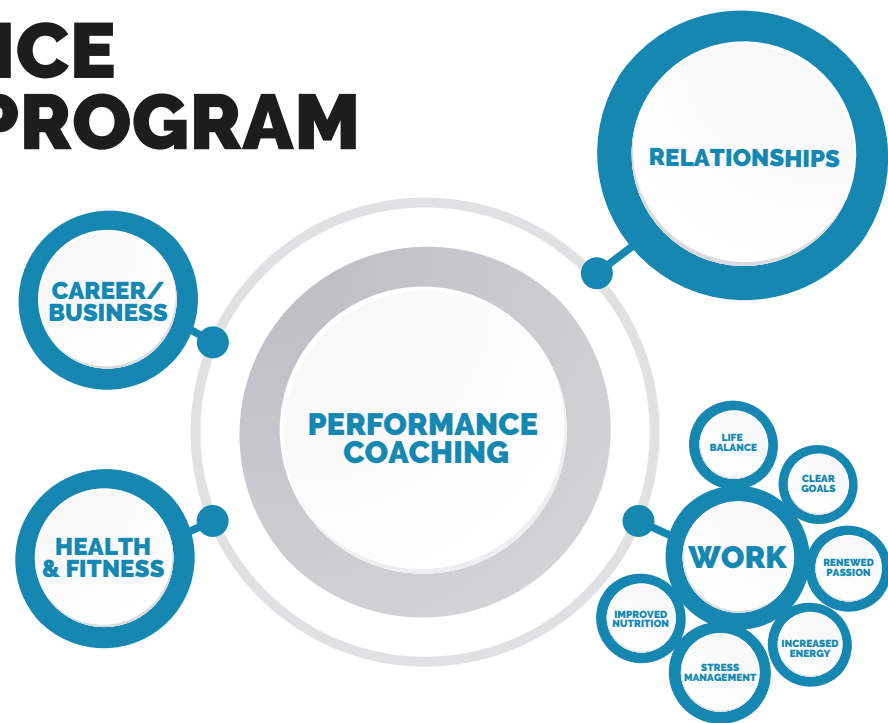 ICE
PROGRAM
RELATIONSHIPS
CAREER/
BUSINESS
PERFORMANCE
COACHING
HEALTH
& FITNESS
LIFE
BALANCE
CLEAR
GOALS
WORK
RENEWED
PASSION
IMPROVED
NUTRITION
INCREASED
ENERGY
STRESS
MANAGEMENT